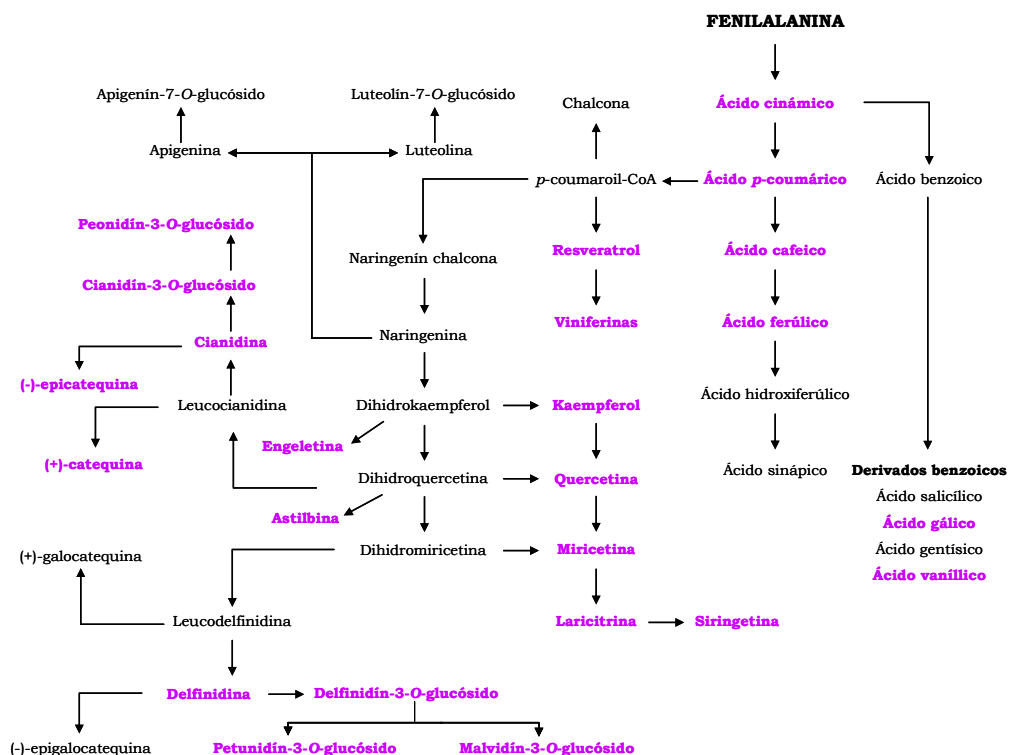 FENILALANINA
Apigenín-7-O-glucósido
Luteolín-7-O-glucósido
Chalcona
Ácido cinámico
Apigenina
Luteolina
p-coumaroil-CoA
Ácido p-coumárico
Ácido benzoico
Peonidín-3-O-glucósido
Naringenín chalcona
Resveratrol
Ácido cafeico
Cianidín-3-O-glucósido
Viniferinas
Ácido ferúlico
Cianidina
Naringenina
(-)-epicatequina
Leucocianidina
Dihidrokaempferol
Kaempferol
Ácido hidroxiferúlico
Engeletina
(+)-catequina
Dihidroquercetina
Quercetina
Ácido sinápico
Derivados benzoicos
Ácido salicílico
Astilbina
Ácido gálico
(+)-galocatequina
Dihidromiricetina
Miricetina
Ácido gentísico
Ácido vaníllico
Leucodelfinidina
Laricitrina
Siringetina
Delfinidina
Delfinidín-3-O-glucósido
(-)-epigalocatequina
Petunidín-3-O-glucósido
Malvidín-3-O-glucósido